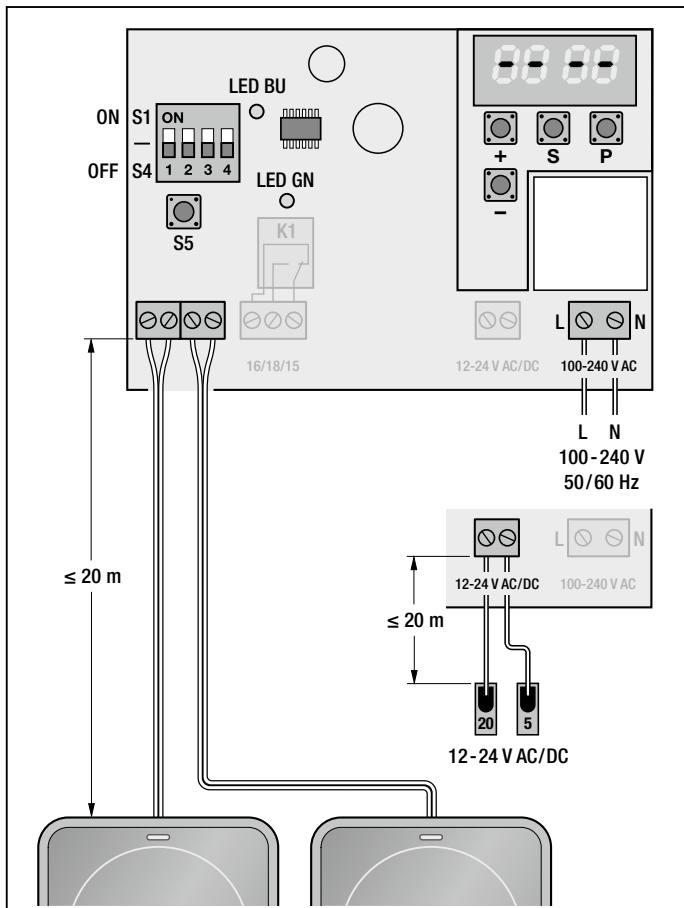 LED BU
ON S1 ON
—
OFF S4 1 2 3 4
S5
LED GN
K1
- - - -
+ S P
−
16/18/15
12-24 V AC/DC
L N
100-240 V AC
L N
100-240 V
50/60 Hz
≤ 20 m
L N
12-24 V AC/DC 100-240 V AC
≤ 20 m
20 5
12-24 V AC/DC